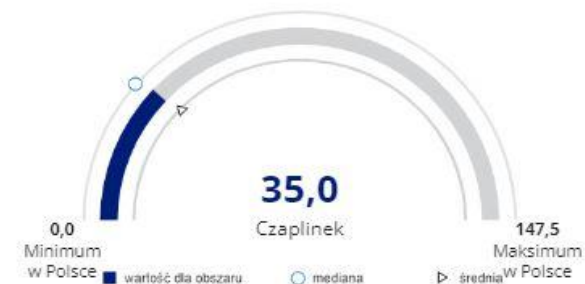 35,0
Czaplinek
0,0
Minimum
w Polsce
147,5
Maksimum
w Polsce
wartość dla obszaru
mediana
średnia